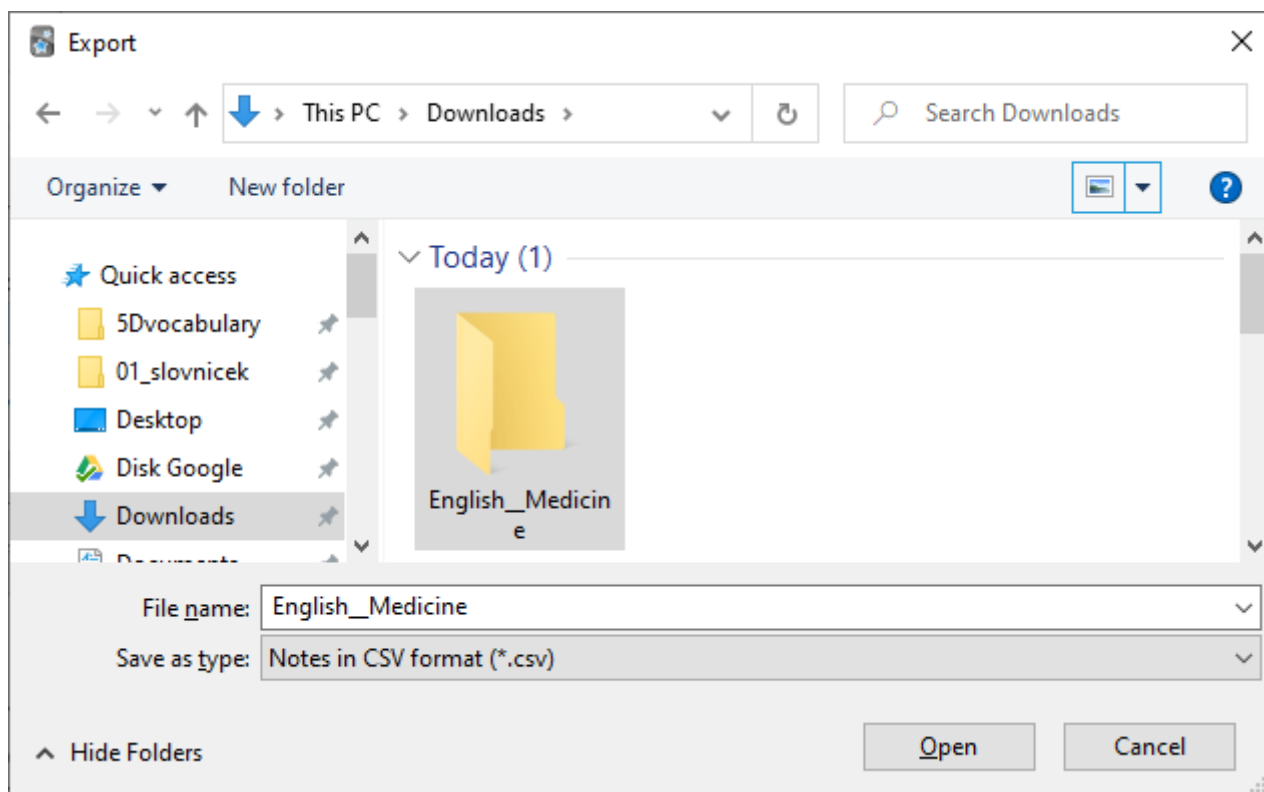 Export
This PC > Downloads >
Search Downloads
Organize
New folder
Quick access
5Dvocabulary
01_slovnicek
Desktop
Disk Google
Downloads
Today (1)
English__Medicin
e
File name: English__Medicine
Save as type: Notes in CSV format (*.csv)
Hide Folders
Open
Cancel